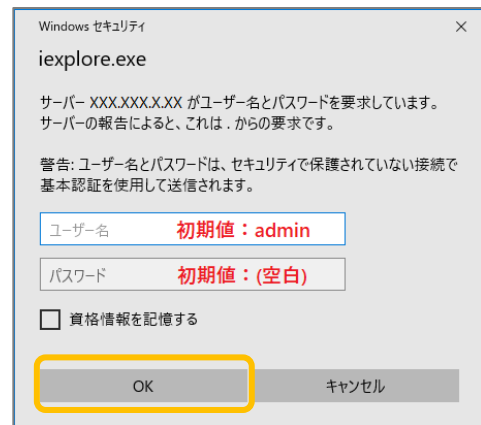 Windows セキュリティ
iexplore.exe
サーバー XXX.XXX.X.XX がユーザー名とパスワードを要求しています。
サーバーの報告によると、これは . からの要求です。
警告: ユーザー名とパスワードは、セキュリティで保護されていない接続で
基本認証を使用して送信されます。
ユーザー名 初期値：admin
パスワード 初期値：(空白)
資格情報を記憶する
OK キャンセル